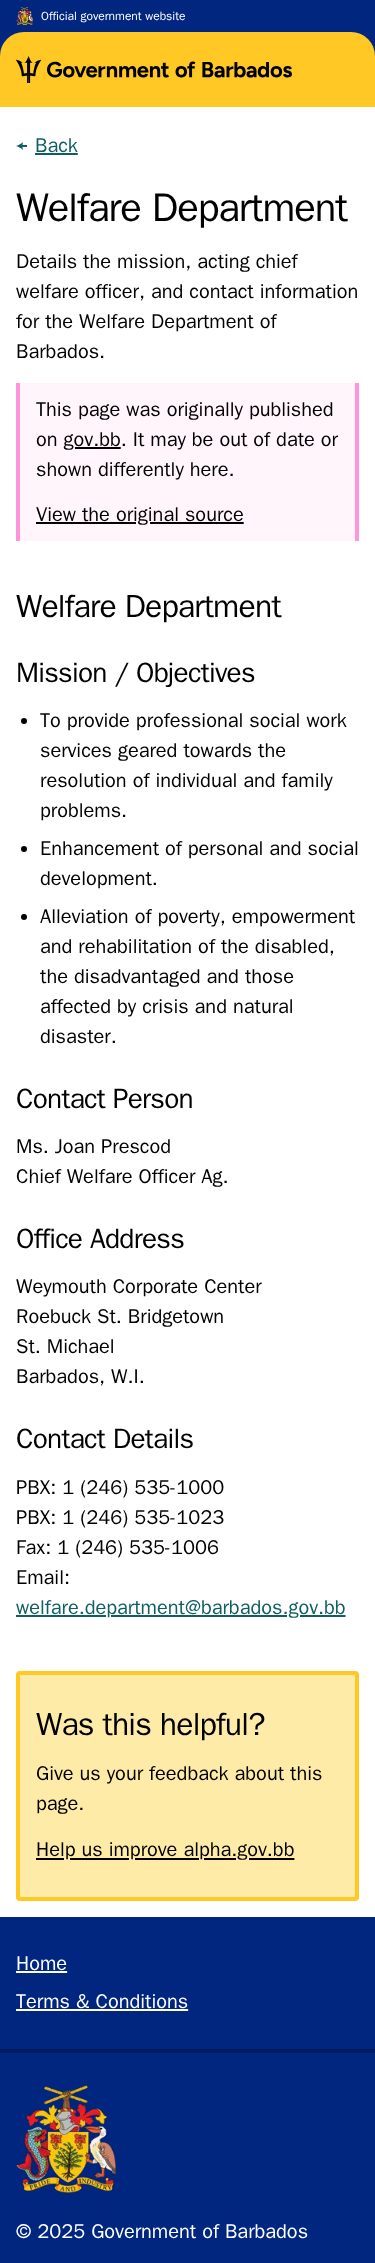 Official government website
Government of Barbados
← Back
Welfare Department
Details the mission, acting chief
welfare officer, and contact information
for the Welfare Department of
Barbados.
This page was originally published
on gov.bb. It may be out of date or
shown differently here.
View the original source
Welfare Department
Mission / Objectives
• To provide professional social work
services geared towards the
resolution of individual and family
problems.
• Enhancement of personal and social
development.
• Alleviation of poverty, empowerment
and rehabilitation of the disabled,
the disadvantaged and those
affected by crisis and natural
disaster.
Contact Person
Ms. Joan Prescod
Chief Welfare Officer Ag.
Office Address
Weymouth Corporate Center
Roebuck St. Bridgetown
St. Michael
Barbados, W.I.
Contact Details
PBX: 1 (246) 535-1000
PBX: 1 (246) 535-1023
Fax: 1 (246) 535-1006
Email:
welfare.department@barbados.gov.bb
Was this helpful?
Give us your feedback about this
page.
Help us improve alpha.gov.bb
Home
Terms & Conditions
PRIDE AND INDUSTRY
© 2025 Government of Barbados